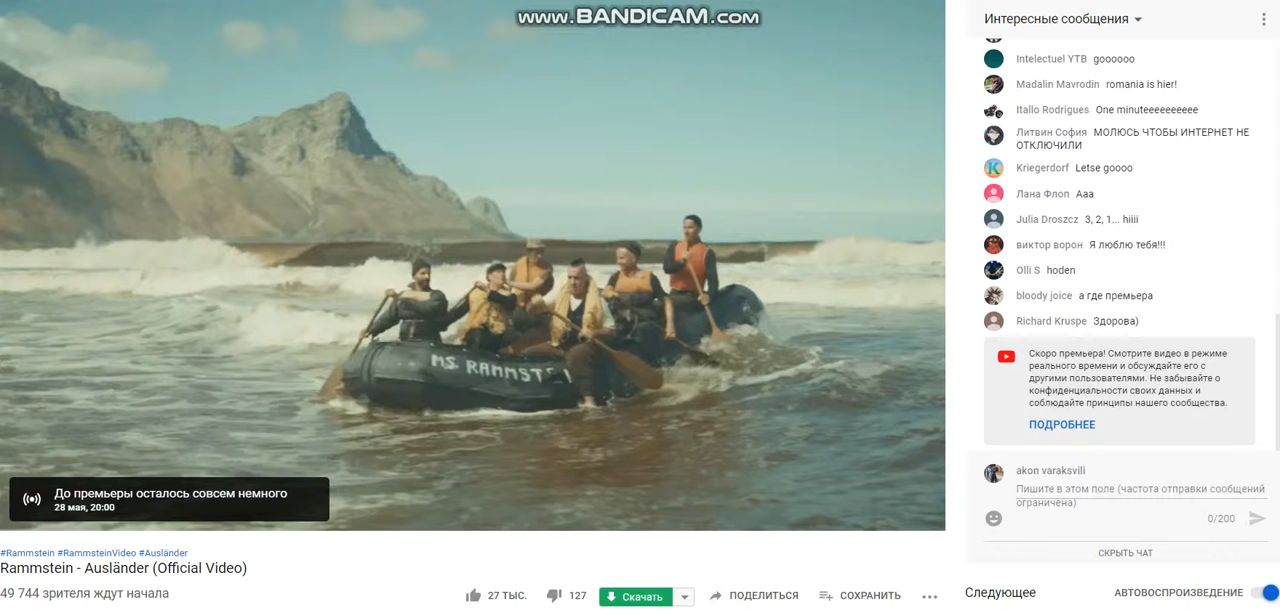 www.BANDICAM.com
MS. RAMMSTEIN
До премьеры осталось совсем немного
28 мая, 20:00
#Rammstein #RammsteinVideo #Ausländer
Rammstein - Ausländer (Official Video)
49 744 зрителя ждут начала
27 ТЫС.
127
Скачать
ПОДЕЛИТЬСЯ
СОХРАНИТЬ
Интересные сообщения
Intelectuel YTB goooooo
Madalin Mavrodin romania is hier!
Itallo Rodrigues One minuteeeeeeeeee
Литвин София МОЛЮСЬ ЧТОБЫ ИНТЕРНЕТ НЕ
ОТКЛЮЧИЛИ
Kriegerdorf Letse goooo
Лана Флоп Ааа
Julia Droszcz 3, 2, 1... hiiii
виктор ворон Я люблю тебя!!!
Olli S hoden
bloody joice а где премьера
Richard Kruspe Здорова)
Скоро премьера! Смотрите видео в режиме
реального времени и обсуждайте его с
другими пользователями. Не забывайте о
конфиденциальности своих данных и
соблюдайте принципы нашего сообщества.
ПОДРОБНЕЕ
akon varaksvili
Пишите в этом поле (частота отправки сообщений
ограничена)
0/200
СКРЫТЬ ЧАТ
Следующее
АВТОВОСПРОИЗВЕДЕНИЕ